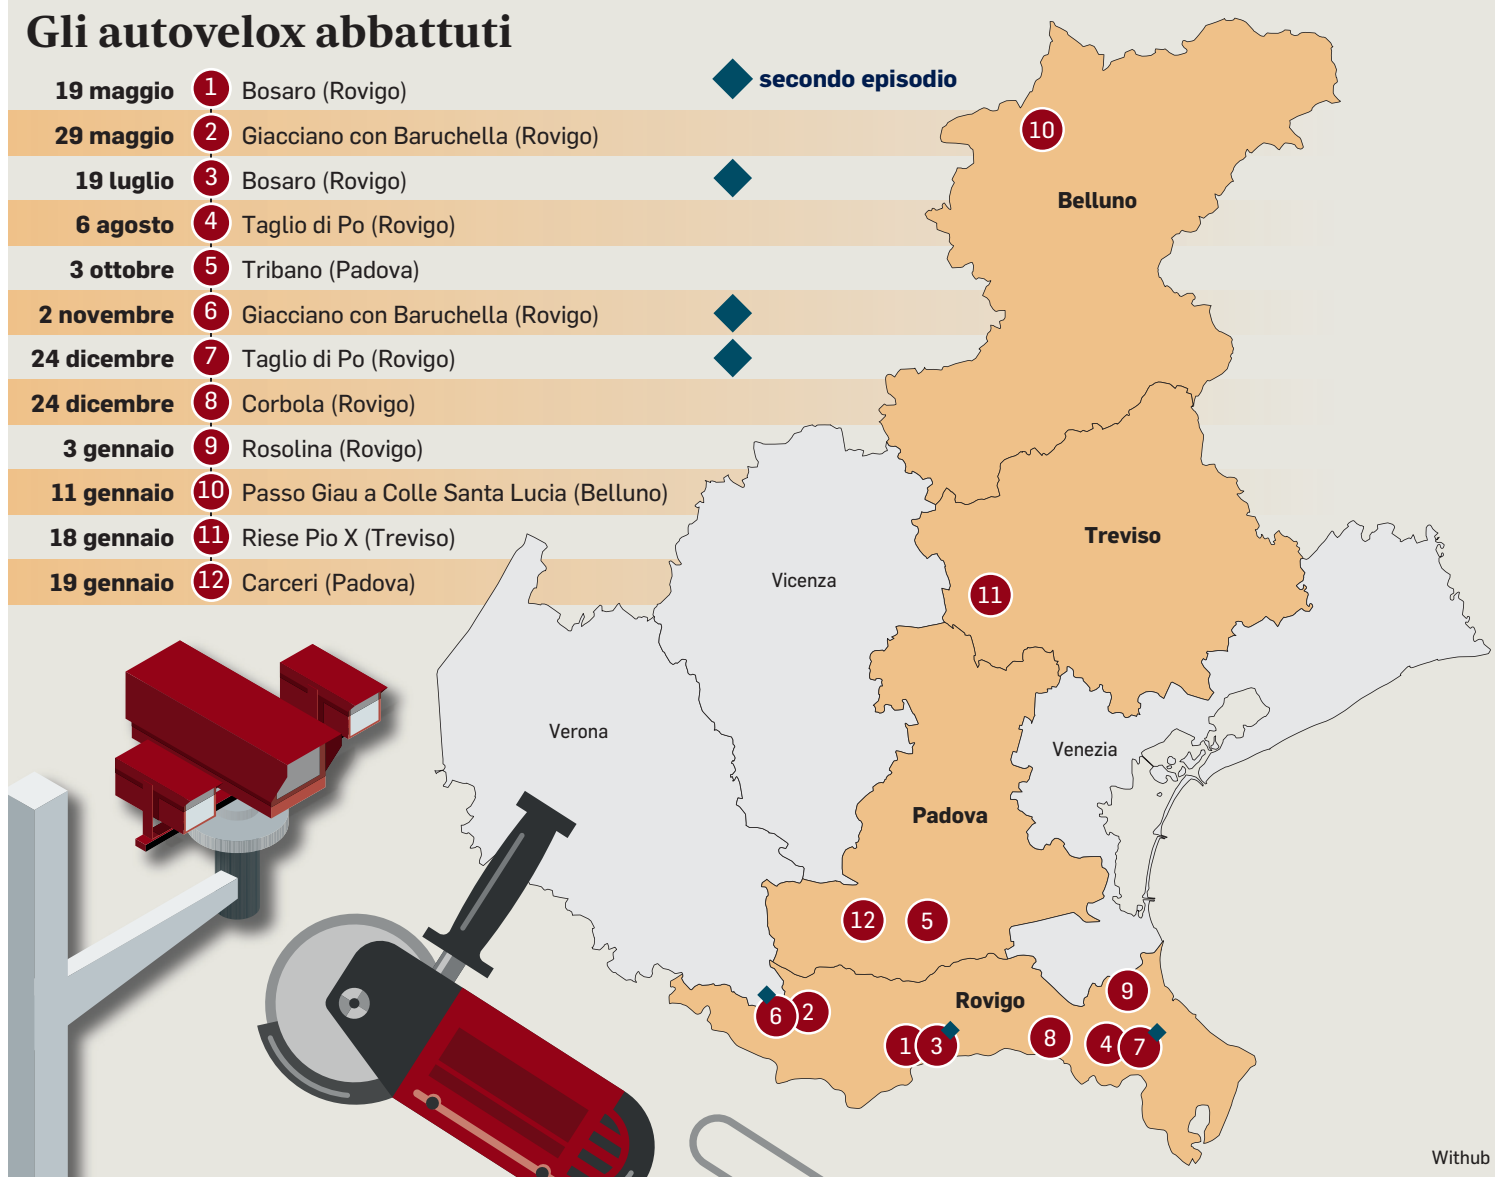 Gli autovelox abbattuti
secondo episodio
19 maggio 1 Bosaro (Rovigo)
29 maggio 2 Giacciano con Baruchella (Rovigo)
19 luglio 3 Bosaro (Rovigo)
6 agosto 4 Taglio di Po (Rovigo)
3 ottobre 5 Tribano (Padova)
2 novembre 6 Giacciano con Baruchella (Rovigo)
24 dicembre 7 Taglio di Po (Rovigo)
24 dicembre 8 Corbola (Rovigo)
3 gennaio 9 Rosolina (Rovigo)
11 gennaio 10 Passo Giau a Colle Santa Lucia (Belluno)
18 gennaio 11 Riese Pio X (Treviso)
19 gennaio 12 Carceri (Padova)
10
Belluno
Treviso
Vicenza
11
Verona
Venezia
Padova
12 5
Rovigo
9
6 2
1 3
8
4 7
Withub